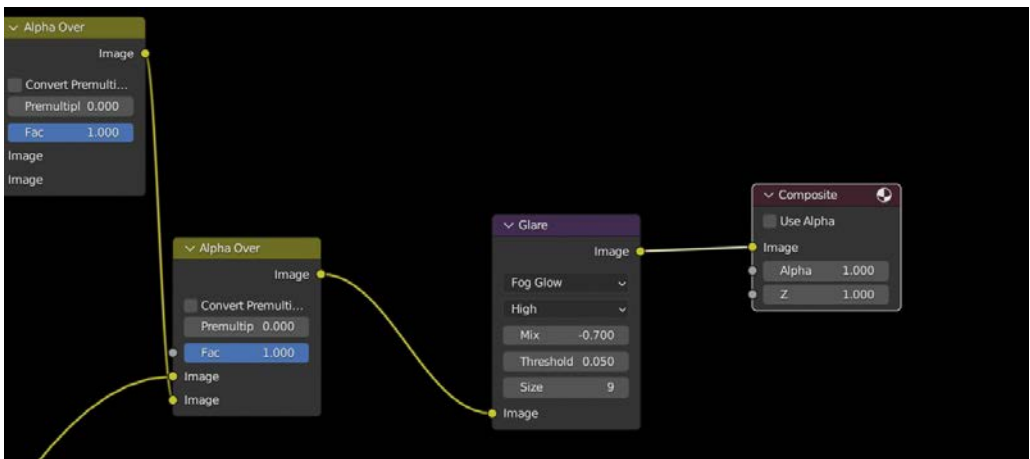 Alpha Over
Image
Convert Premulti...
Premultipl 0.000
Fac 1.000
Image
Image
Alpha Over
Image
Convert Premulti...
Premultip 0.000
Fac 1.000
Image
Image
Glare
Image
Fog Glow
High
Mix -0.700
Threshold 0.050
Size 9
Image
Composite
Use Alpha
Image
Alpha 1.000
Z 1.000